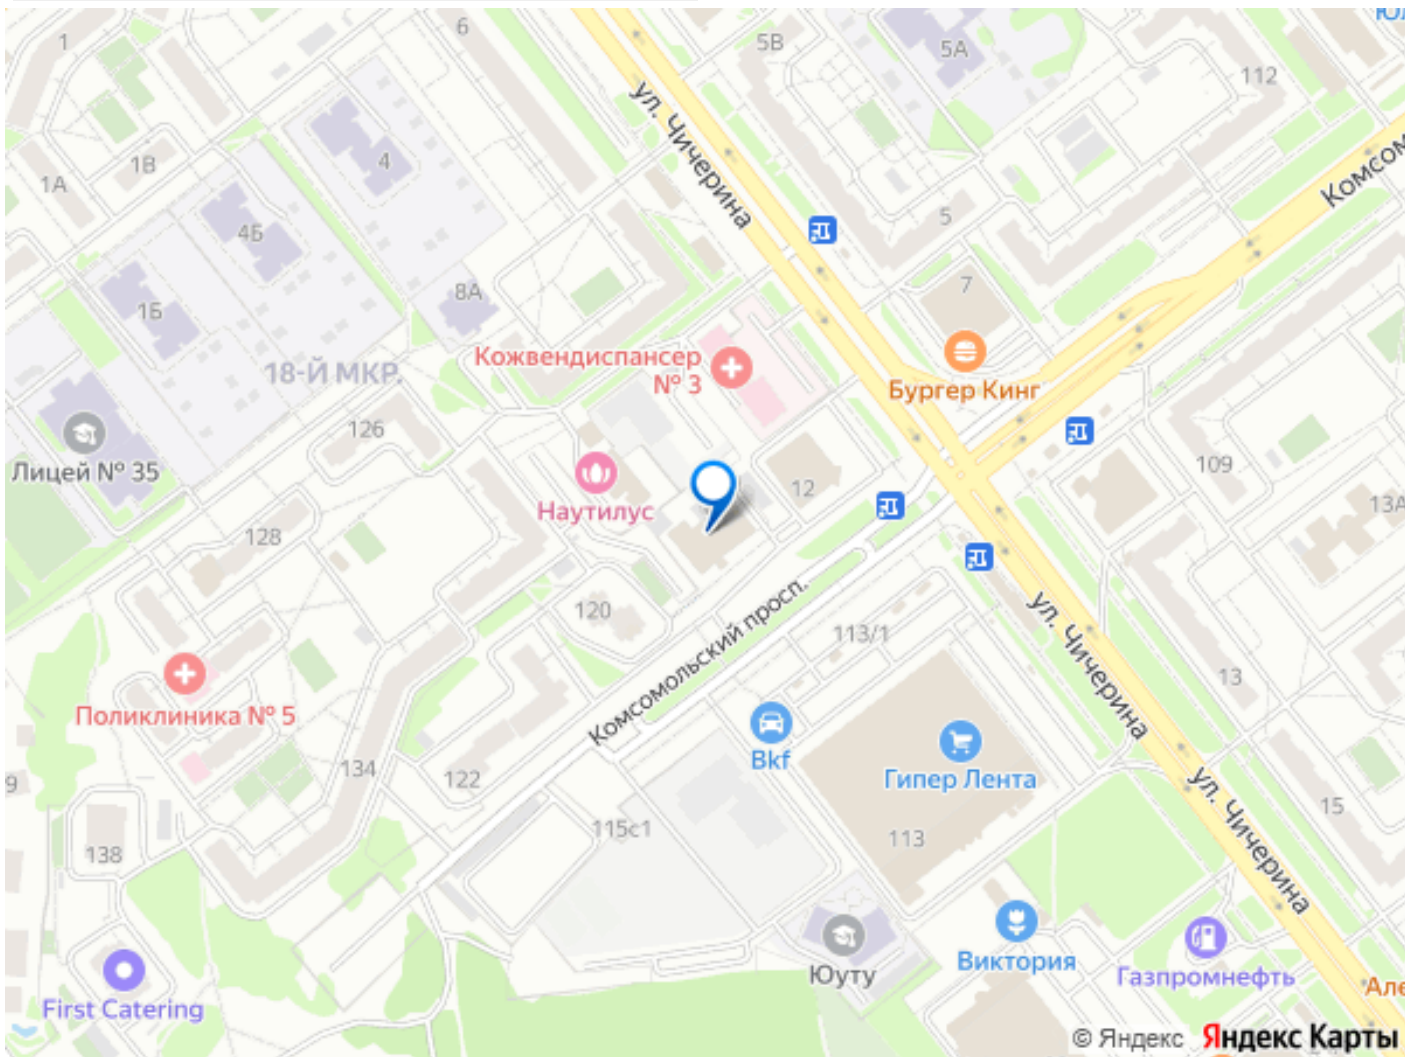 1
6
5В
5А
112
Юл
ул. Чичерина
Комсом
1А
1В
4
4Б
5
7
1Б
8А
18-Й МКР.
Кожвендиспансер
№ 3
Бургер Кинг
Лицей № 35
126
Наутилус
12
109
13А
128
120
Комсомольский просп.
113/1
ул. Чичерина
13
Поликлиника № 5
134
122
Bkf
Гипер Лента
ул. Чичерина
15
9
138
115с1
113
Юуту
Виктория
Газпромнефть
Але
First Catering
© Яндекс Яндекс Карты